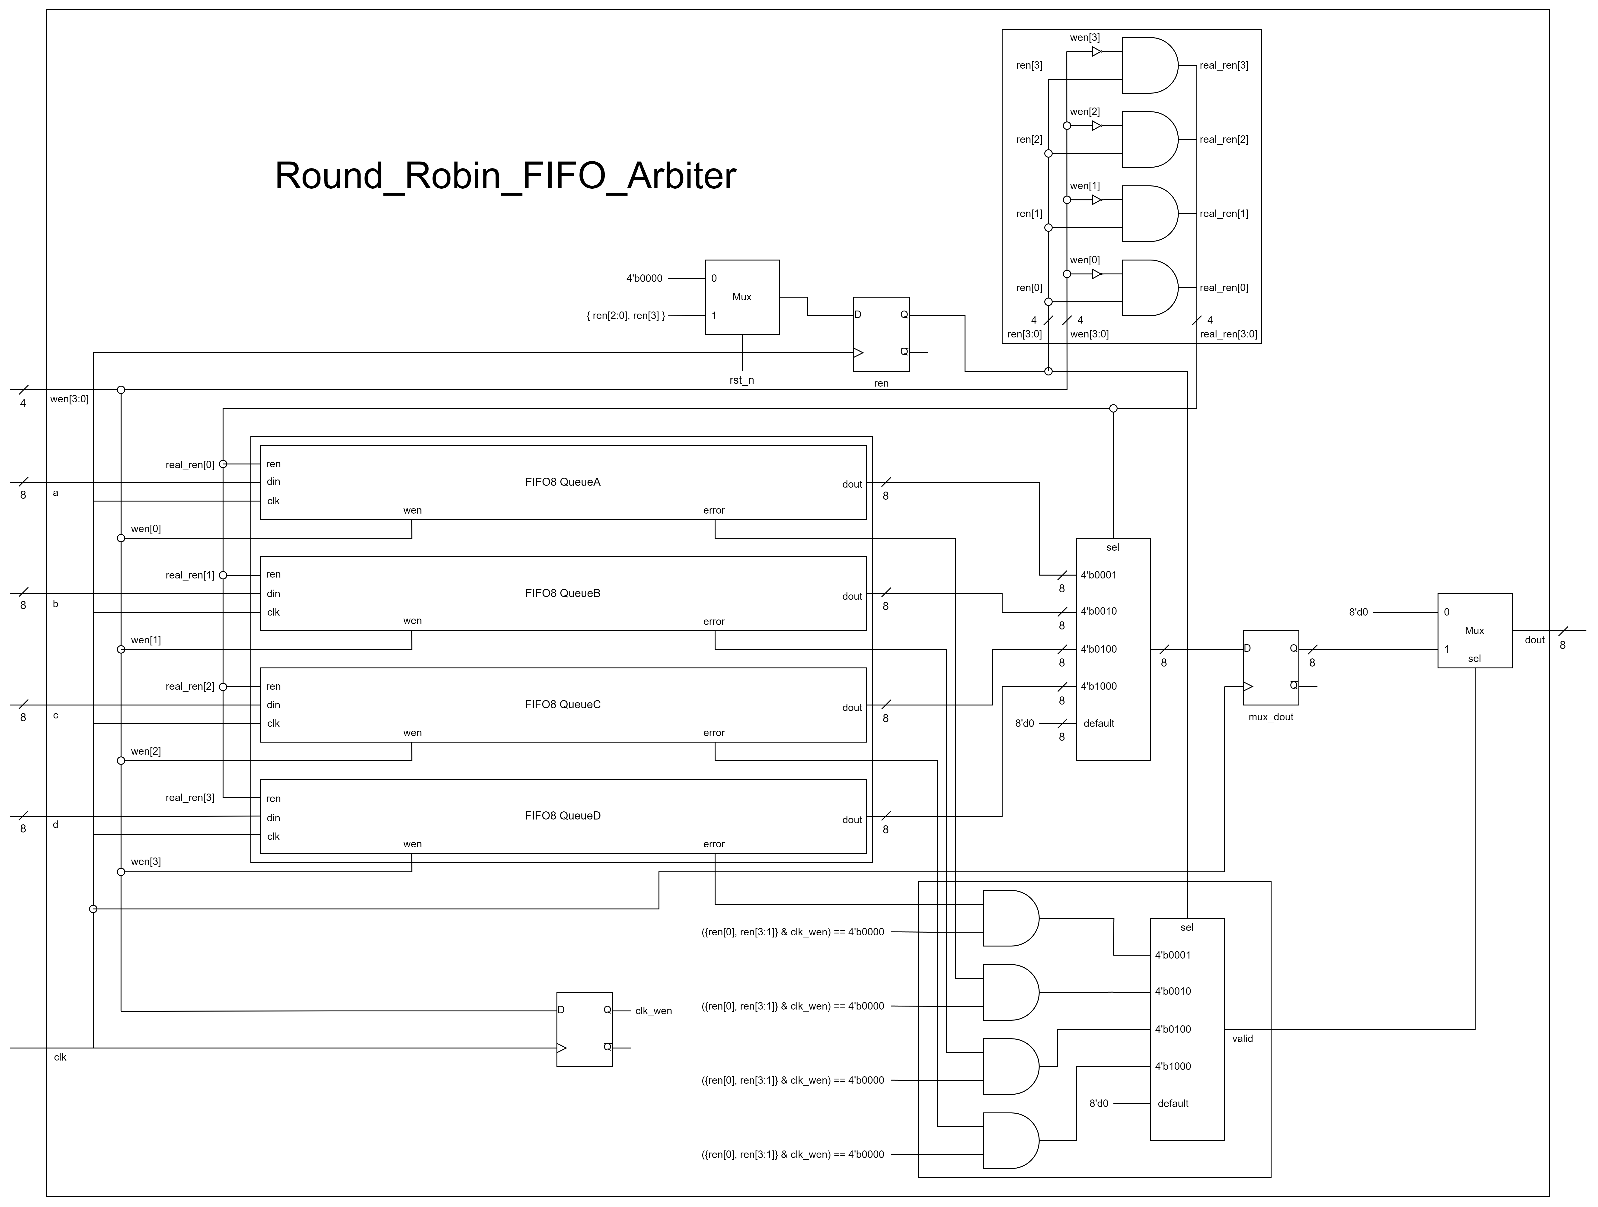 wen[3]
ren[3]
real_ren[3]
wen[2]
ren[2]
real_ren[2]
Round_Robin_FIFO_Arbiter
wen[1]
ren[1]
real_ren[1]
wen[0]
ren[0]
real_ren[0]
4'b0000
0
Mux
{ ren[2:0], ren[3] }
1
D
Q
Q
4
4
4
ren[3:0]
wen[3:0]
real_ren[3:0]
rst_n
ren
4
wen[3:0]
real_ren[0]
ren
din
clk
FIFO8 QueueA
dout
8
a
8
wen
error
wen[0]
real_ren[1]
ren
din
clk
FIFO8 QueueB
dout
8
b
8
wen
error
wen[1]
real_ren[2]
ren
din
clk
FIFO8 QueueC
dout
8
c
8
wen
error
wen[2]
real_ren[3]
ren
din
clk
FIFO8 QueueD
dout
8
d
8
wen
error
wen[3]
sel
4'b0001
8
4'b0010
8
4'b0100
8
4'b1000
8
8'd0
default
8
8
D
Q
Q
8
mux_dout
8'd0
0
Mux
1
sel
dout
8
({ren[0], ren[3:1]} & clk_wen) == 4'b0000
({ren[0], ren[3:1]} & clk_wen) == 4'b0000
({ren[0], ren[3:1]} & clk_wen) == 4'b0000
({ren[0], ren[3:1]} & clk_wen) == 4'b0000
sel
4'b0001
4'b0010
4'b0100
4'b1000
8'd0
default
valid
D
Q
clk_wen
Q
clk